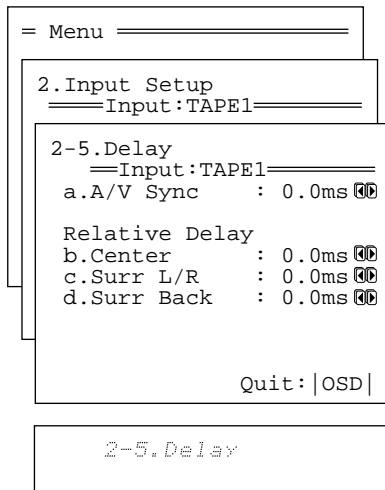 = Menu
2.Input Setup
Input:TAPE1
2-5.Delay
Input:TAPE1
a.A/V Sync : 0.0ms
Relative Delay
b.Center : 0.0ms
c.Surr L/R : 0.0ms
d.Surr Back : 0.0ms
Quit:|OSD|
2-5.Delay